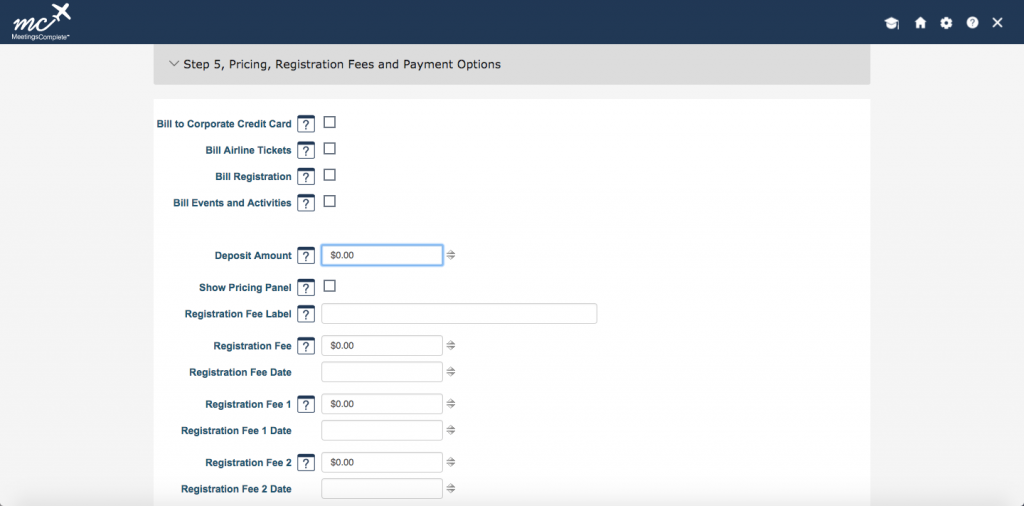 mc
MeetingsComplete™
?
Step 5, Pricing, Registration Fees and Payment Options
Bill to Corporate Credit Card ?
Bill Airline Tickets ?
Bill Registration ?
Bill Events and Activities ?
Deposit Amount ? $0.00
Show Pricing Panel ?
Registration Fee Label ?
Registration Fee ? $0.00
Registration Fee Date
Registration Fee 1 ? $0.00
Registration Fee 1 Date
Registration Fee 2 ? $0.00
Registration Fee 2 Date